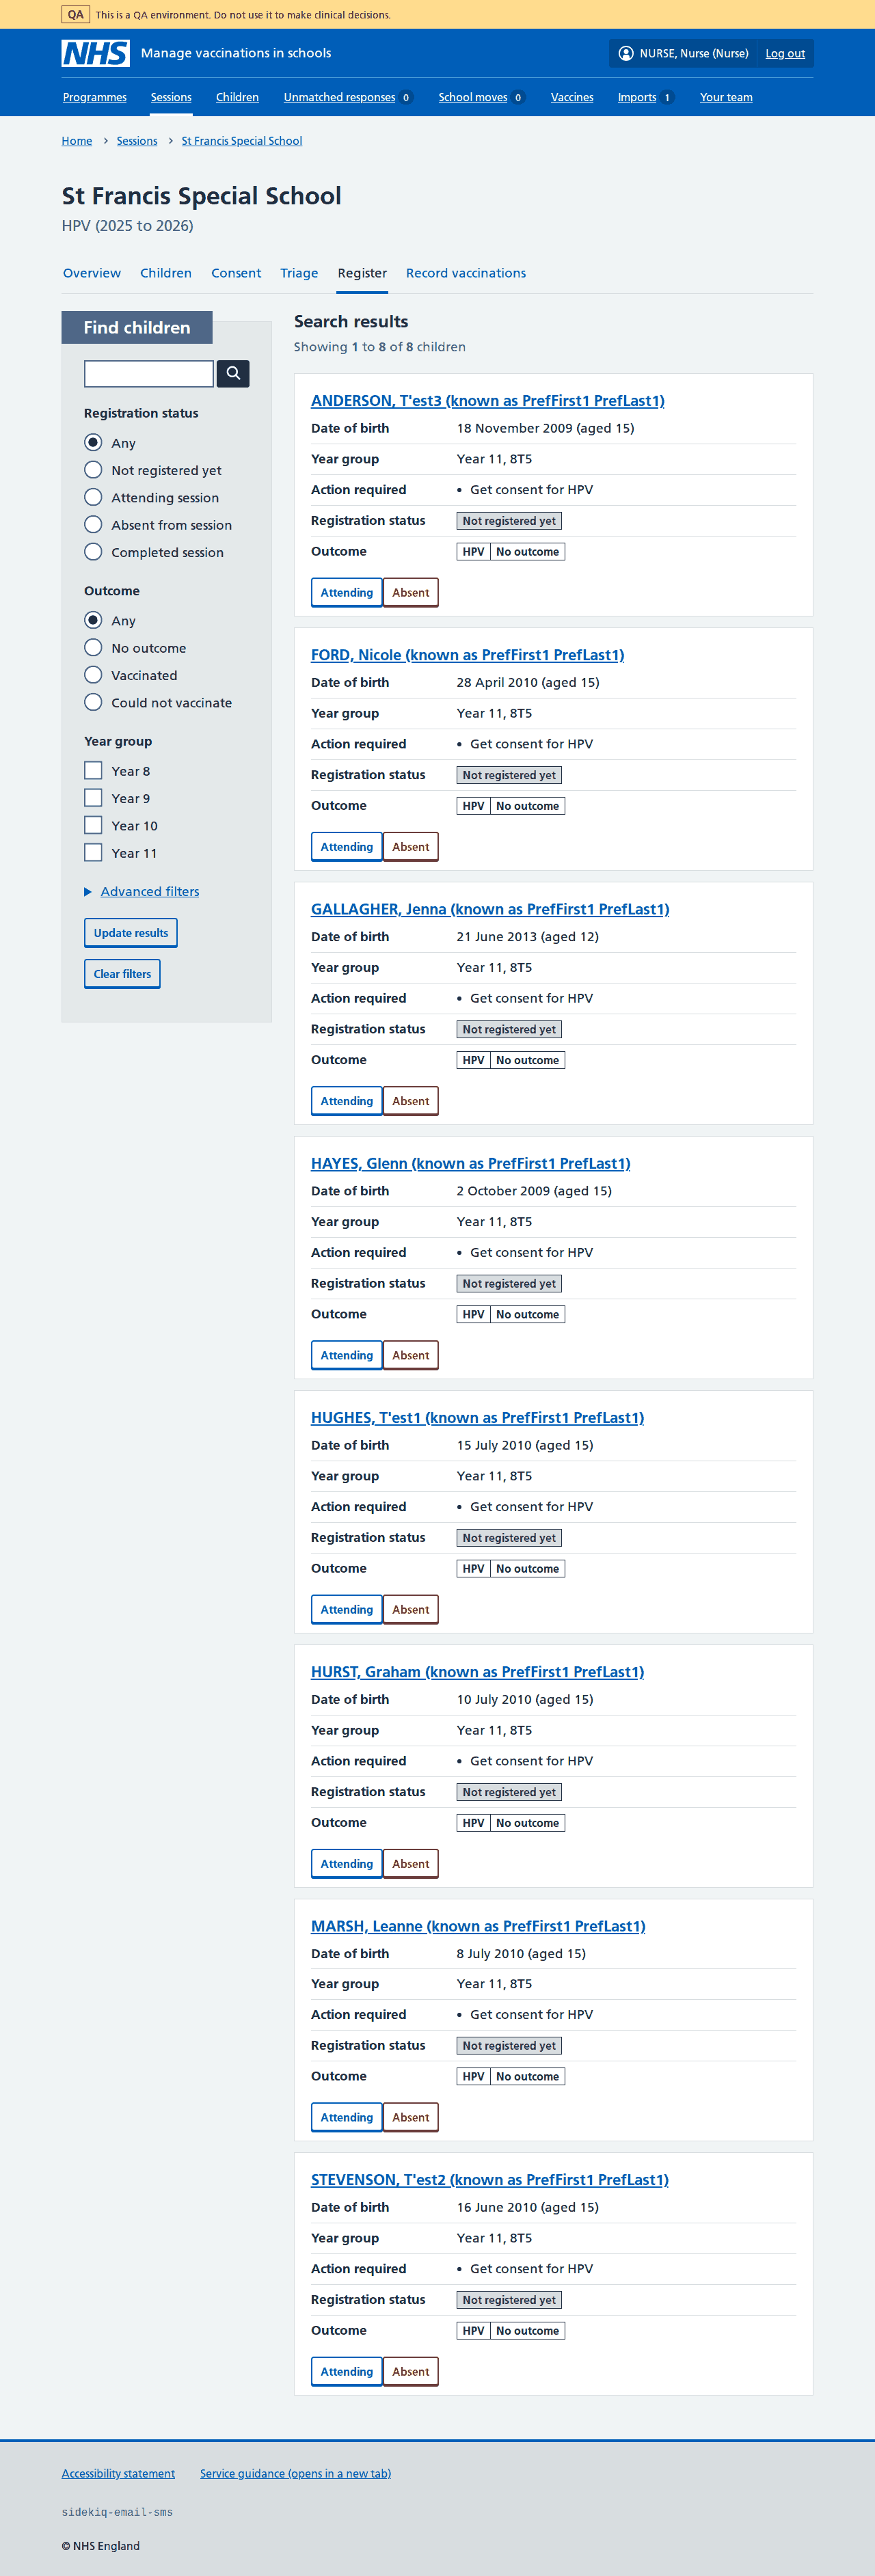 QA This is a QA environment. Do not use it to make clinical decisions.
NHS Manage vaccinations in schools NURSE, Nurse (Nurse) Log out
Programmes Sessions Children Unmatched responses 0 School moves 0 Vaccines Imports 1 Your team
Home Sessions St Francis Special School
St Francis Special School
HPV (2025 to 2026)
Overview Children Consent Triage Register Record vaccinations
Find children
Registration status
Any
Not registered yet
Attending session
Absent from session
Completed session
Outcome
Any
No outcome
Vaccinated
Could not vaccinate
Year group
Year 8
Year 9
Year 10
Year 11
Advanced filters
Update results
Clear filters
Search results
Showing 1 to 8 of 8 children
ANDERSON, T'est3 (known as PrefFirst1 PrefLast1)
Date of birth 18 November 2009 (aged 15)
Year group Year 11, 8T5
Action required • Get consent for HPV
Registration status Not registered yet
Outcome HPV No outcome
Attending Absent
FORD, Nicole (known as PrefFirst1 PrefLast1)
Date of birth 28 April 2010 (aged 15)
Year group Year 11, 8T5
Action required • Get consent for HPV
Registration status Not registered yet
Outcome HPV No outcome
Attending Absent
GALLAGHER, Jenna (known as PrefFirst1 PrefLast1)
Date of birth 21 June 2013 (aged 12)
Year group Year 11, 8T5
Action required • Get consent for HPV
Registration status Not registered yet
Outcome HPV No outcome
Attending Absent
HAYES, Glenn (known as PrefFirst1 PrefLast1)
Date of birth 2 October 2009 (aged 15)
Year group Year 11, 8T5
Action required • Get consent for HPV
Registration status Not registered yet
Outcome HPV No outcome
Attending Absent
HUGHES, T'est1 (known as PrefFirst1 PrefLast1)
Date of birth 15 July 2010 (aged 15)
Year group Year 11, 8T5
Action required • Get consent for HPV
Registration status Not registered yet
Outcome HPV No outcome
Attending Absent
HURST, Graham (known as PrefFirst1 PrefLast1)
Date of birth 10 July 2010 (aged 15)
Year group Year 11, 8T5
Action required • Get consent for HPV
Registration status Not registered yet
Outcome HPV No outcome
Attending Absent
MARSH, Leanne (known as PrefFirst1 PrefLast1)
Date of birth 8 July 2010 (aged 15)
Year group Year 11, 8T5
Action required • Get consent for HPV
Registration status Not registered yet
Outcome HPV No outcome
Attending Absent
STEVENSON, T'est2 (known as PrefFirst1 PrefLast1)
Date of birth 16 June 2010 (aged 15)
Year group Year 11, 8T5
Action required • Get consent for HPV
Registration status Not registered yet
Outcome HPV No outcome
Attending Absent
Accessibility statement Service guidance (opens in a new tab)
sidekiq-email-sms
© NHS England